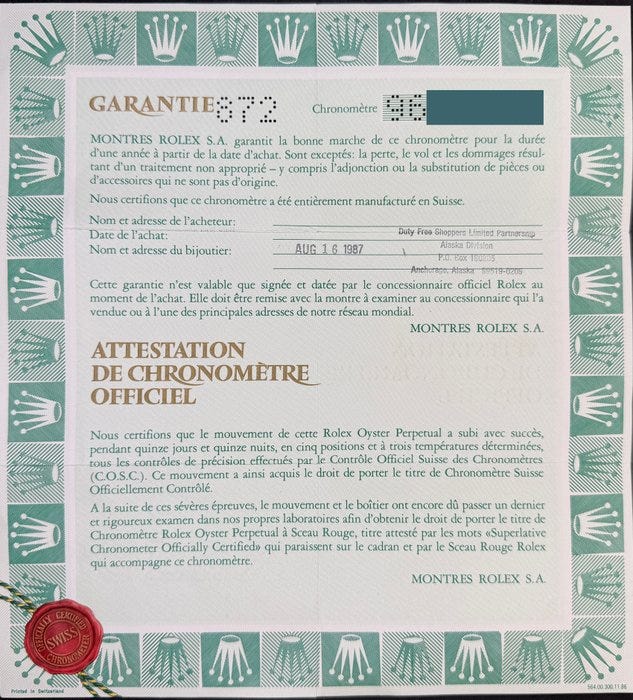 GARANTIE 872 Chronomètre 96
MONTRES ROLEX S.A. garantit la bonne marche de ce chronomètre pour la durée
d'une année à partir de la date d'achat. Sont exceptés: la perte, le vol et les dommages résul-
tant d'un traitement non approprié – y compris l'adjonction ou la substitution de pièces ou
d'accessoires qui ne sont pas d'origine.
Nous certifions que ce chronomètre a été entièrement manufacturé en Suisse.
Nom et adresse de l'acheteur:
Date de l'achat:
Nom et adresse du bijoutier:
AUG 16 1987
Duty Free Shoppers Limited Partnership
Alaska Division
P.O. Box
Anchorage, Alaska 99519-0209
Cette garantie n'est valable que signée et datée par le concessionnaire officiel Rolex au
moment de l'achat. Elle doit être remise avec la montre à examiner au concessionnaire qui l'a
vendue ou à l'une des principales adresses de notre réseau mondial.
MONTRES ROLEX S.A.
ATTESTATION
DE CHRONOMÈTRE
OFFICIEL
Nous certifions que le mouvement de cette Rolex Oyster Perpetual a subi avec succès,
pendant quinze jours et quinze nuits, en cinq positions et à trois températures déterminées,
tous les contrôles de précision effectués par le Contrôle Officiel Suisse des Chronomètres
(C.O.S.C.). Ce mouvement a ainsi acquis le droit de porter le titre de Chronomètre Suisse
Officiellement Contrôlé.
A la suite de ces sévères épreuves, le mouvement et le boîtier ont encore dû passer un dernier
et rigoureux examen dans nos propres laboratoires afin d'obtenir le droit de porter le titre de
Chronomètre Rolex Oyster Perpetual à Sceau Rouge, titre attesté par les mots «Superlative
Chronometer Officially Certified» qui paraissent sur le cadran et par le Sceau Rouge Rolex
qui accompagne ce chronomètre.
MONTRES ROLEX S.A.
OFFICIALLY CERTIFIED
SWISS
CHRONOMETER
Printed in Switzerland
564.00.300.11.86